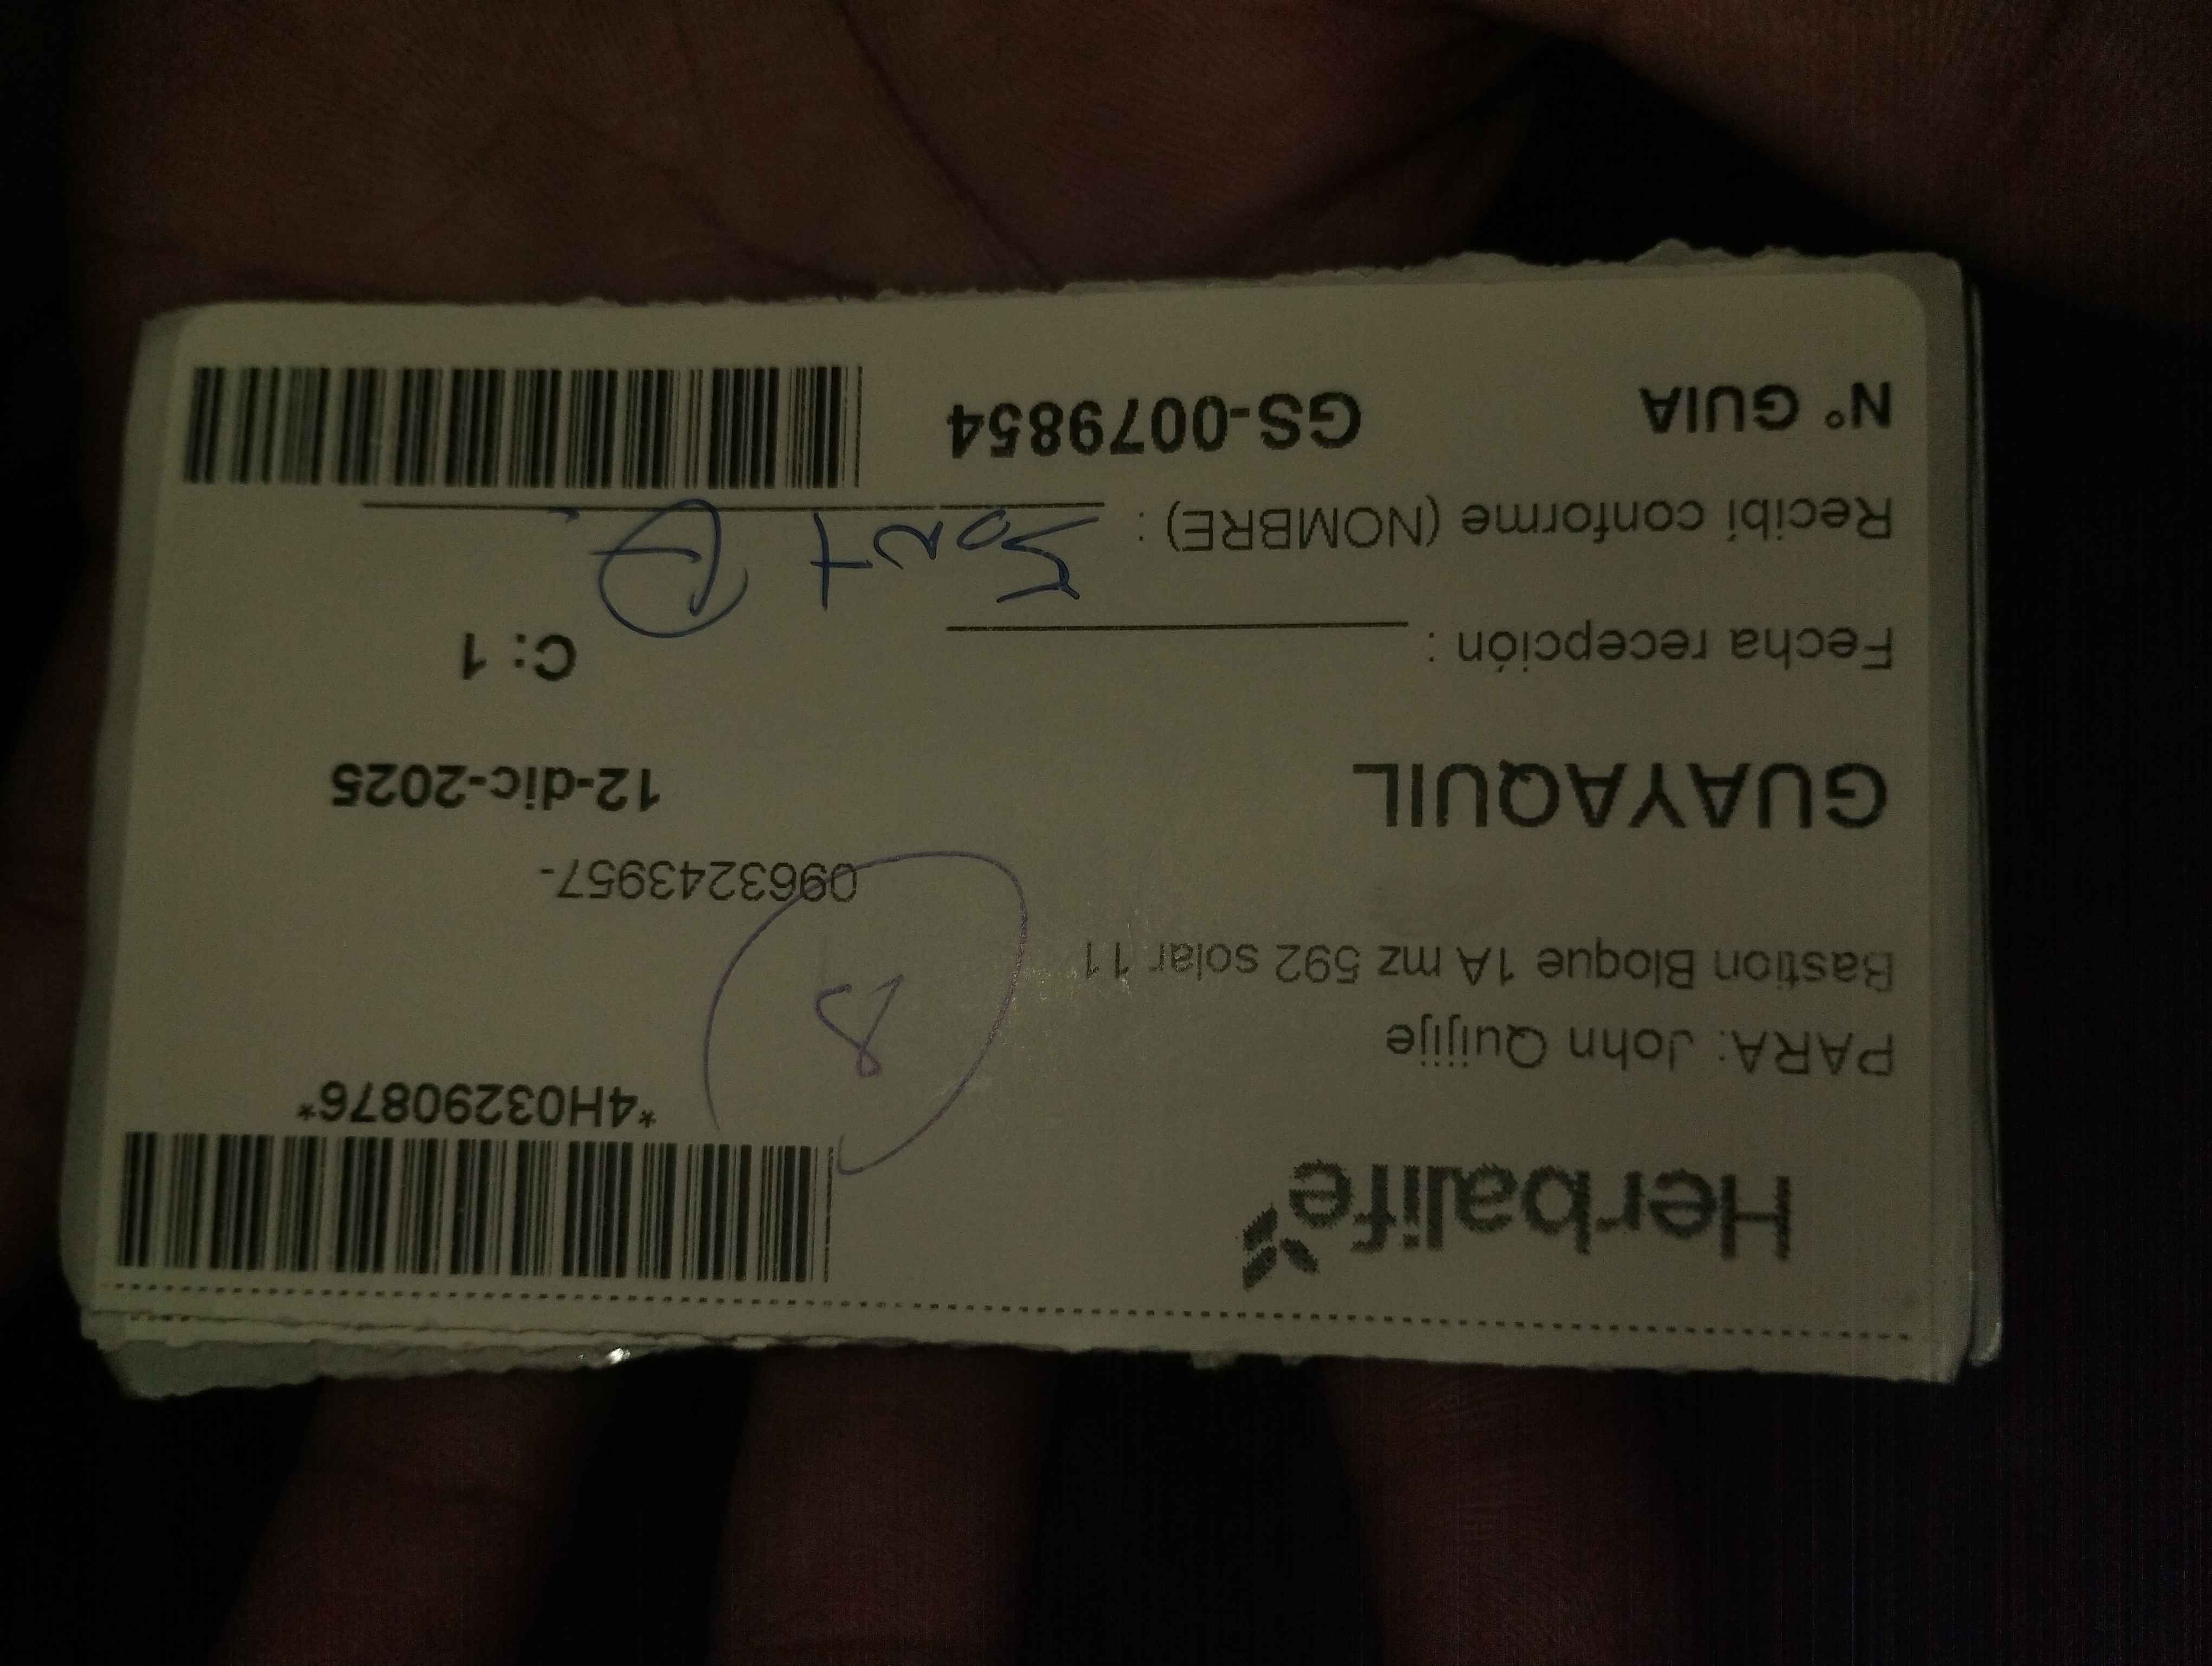 Herbalife
*4H03290876*
PARA: John Quijije
Bastion Bloque 1A mz 592 solar 11
8
0963243957-
GUAYAQUIL
12-dic-2025
Fecha recepción :
C: 1
Recibí conforme (NOMBRE) :
N° GUIA
GS-0079854